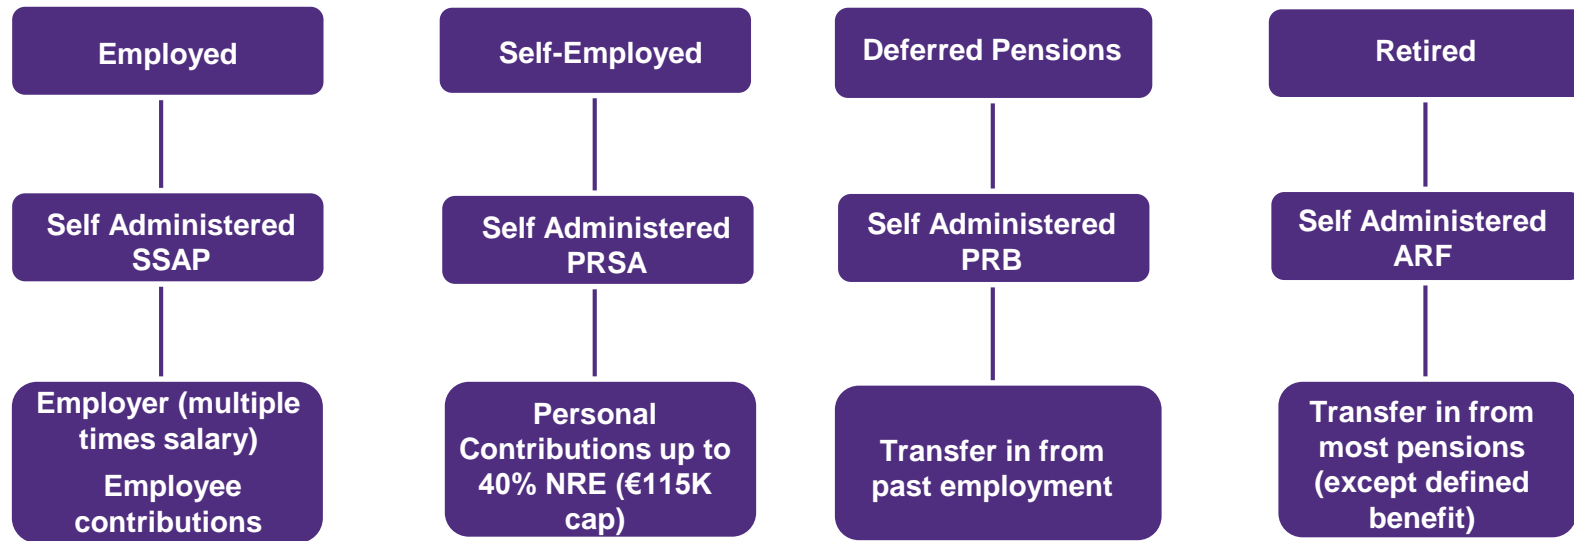 Employed
Self-Employed
Deferred Pensions
Retired
Self Administered
SSAP
Self Administered
PRSA
Self Administered
PRB
Self Administered
ARF
Employer (multiple
times salary)
Employee
contributions
Personal
Contributions up to
40% NRE (€115K
cap)
Transfer in from
past employment
Transfer in from
most pensions
(except defined
benefit)